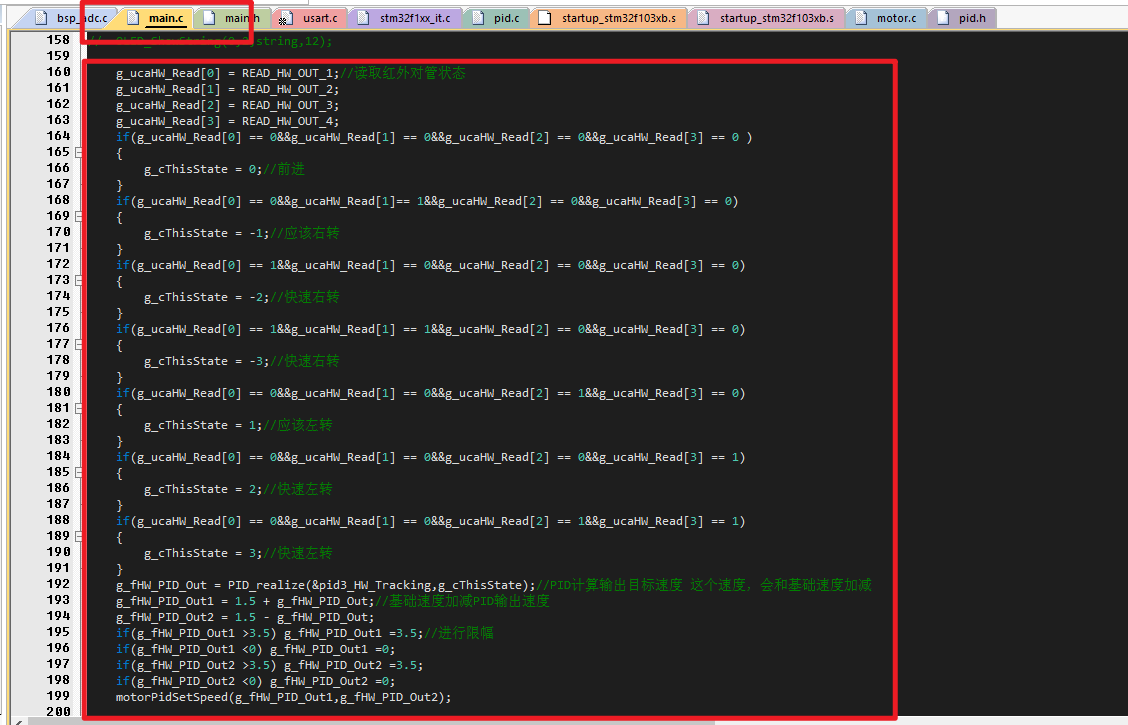 bsp_adc.c main.c main.h usart.c stm32f1xx_it.c pid.c startup_stm32f103xb.s startup_stm32f103xb.s motor.c pid.h
158 // OLED_ShowString(0,2,string,12);
159
160 g_ucaHW_Read[0] = READ_HW_OUT_1;//读取红外对管状态
161 g_ucaHW_Read[1] = READ_HW_OUT_2;
162 g_ucaHW_Read[2] = READ_HW_OUT_3;
163 g_ucaHW_Read[3] = READ_HW_OUT_4;
164 if(g_ucaHW_Read[0] == 0&&g_ucaHW_Read[1] == 0&&g_ucaHW_Read[2] == 0&&g_ucaHW_Read[3] == 0 )
165 {
166 g_cThisState = 0;//前进
167 }
168 if(g_ucaHW_Read[0] == 0&&g_ucaHW_Read[1]== 1&&g_ucaHW_Read[2] == 0&&g_ucaHW_Read[3] == 0)
169 {
170 g_cThisState = -1;//应该右转
171 }
172 if(g_ucaHW_Read[0] == 1&&g_ucaHW_Read[1] == 0&&g_ucaHW_Read[2] == 0&&g_ucaHW_Read[3] == 0)
173 {
174 g_cThisState = -2;//快速右转
175 }
176 if(g_ucaHW_Read[0] == 1&&g_ucaHW_Read[1] == 1&&g_ucaHW_Read[2] == 0&&g_ucaHW_Read[3] == 0)
177 {
178 g_cThisState = -3;//快速右转
179 }
180 if(g_ucaHW_Read[0] == 0&&g_ucaHW_Read[1] == 0&&g_ucaHW_Read[2] == 1&&g_ucaHW_Read[3] == 0)
181 {
182 g_cThisState = 1;//应该左转
183 }
184 if(g_ucaHW_Read[0] == 0&&g_ucaHW_Read[1] == 0&&g_ucaHW_Read[2] == 0&&g_ucaHW_Read[3] == 1)
185 {
186 g_cThisState = 2;//快速左转
187 }
188 if(g_ucaHW_Read[0] == 0&&g_ucaHW_Read[1] == 0&&g_ucaHW_Read[2] == 1&&g_ucaHW_Read[3] == 1)
189 {
190 g_cThisState = 3;//快速左转
191 }
192 g_fHW_PID_Out = PID_realize(&pid3_HW_Tracking,g_cThisState);//PID计算输出目标速度 这个速度，会和基础速度加减
193 g_fHW_PID_Out1 = 1.5 + g_fHW_PID_Out;//基础速度加减PID输出速度
194 g_fHW_PID_Out2 = 1.5 - g_fHW_PID_Out;
195 if(g_fHW_PID_Out1 >3.5) g_fHW_PID_Out1 =3.5;//进行限幅
196 if(g_fHW_PID_Out1 <0) g_fHW_PID_Out1 =0;
197 if(g_fHW_PID_Out2 >3.5) g_fHW_PID_Out2 =3.5;
198 if(g_fHW_PID_Out2 <0) g_fHW_PID_Out2 =0;
199 motorPidSetSpeed(g_fHW_PID_Out1,g_fHW_PID_Out2);
200